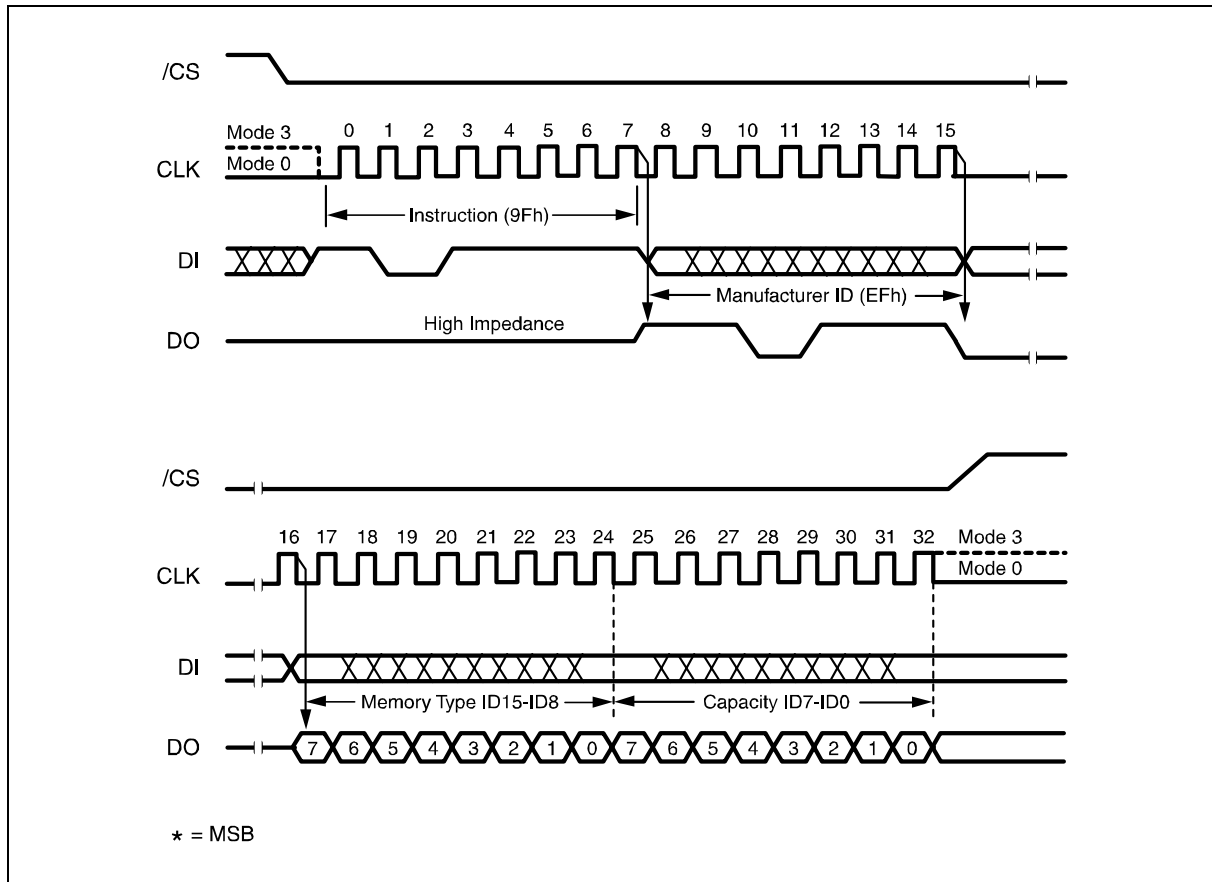 /CS
Mode 3
0 1 2 3 4 5 6 7 8 9 10 11 12 13 14 15
Mode 0
CLK
Instruction (9Fh)
DI
Manufacturer ID (EFh)
High Impedance
DO
/CS
16 17 18 19 20 21 22 23 24 25 26 27 28 29 30 31 32
Mode 3
CLK
Mode 0
DI
Memory Type ID15-ID8
Capacity ID7-ID0
DO
7 6 5 4 3 2 1 0 7 6 5 4 3 2 1 0
* = MSB